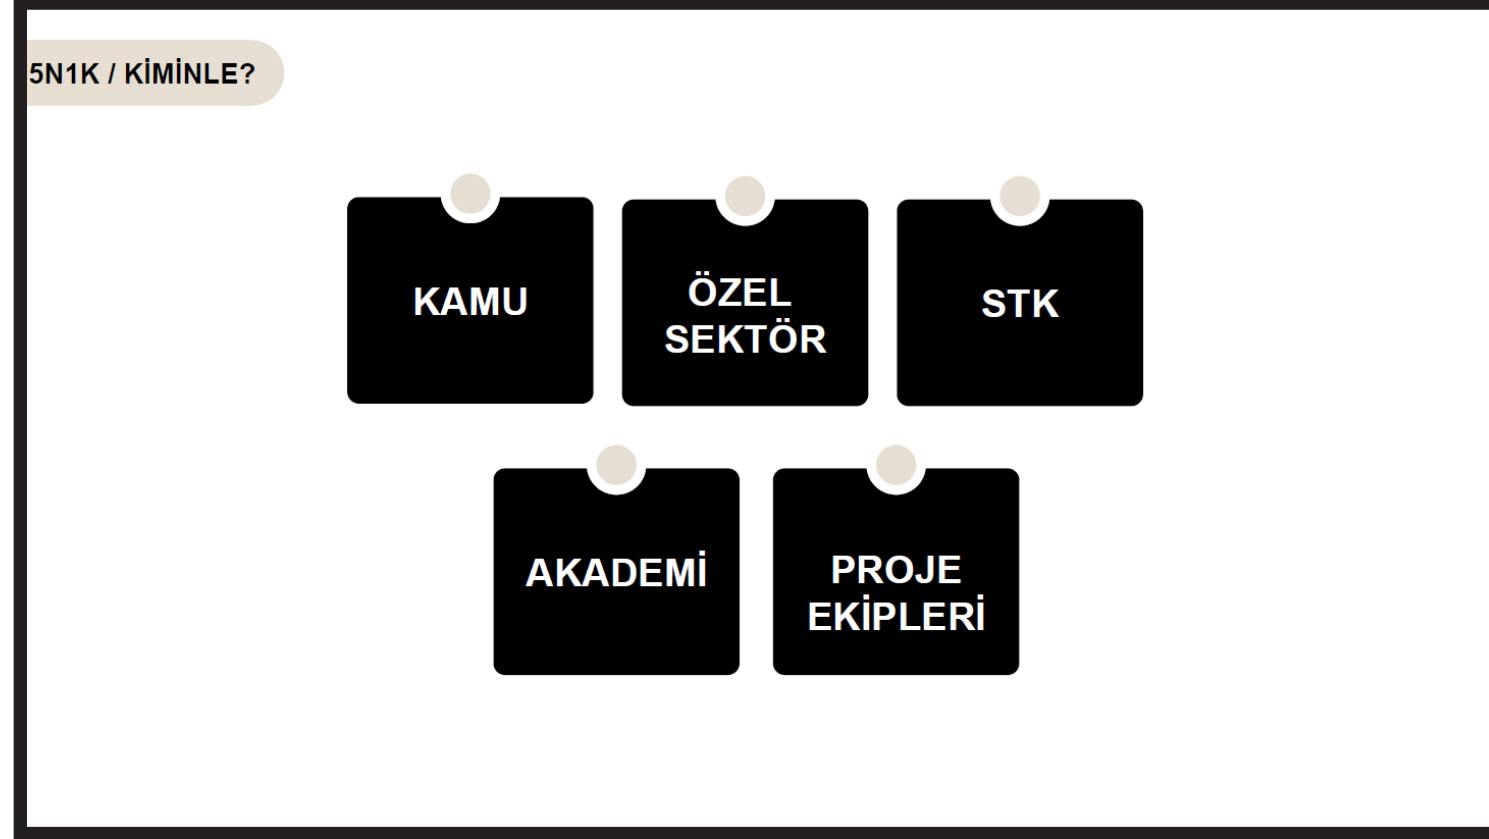 5N1K / KİMİNLE?
KAMU
ÖZEL
SEKTÖR
STK
AKADEMİ
PROJE
EKİPLERİ